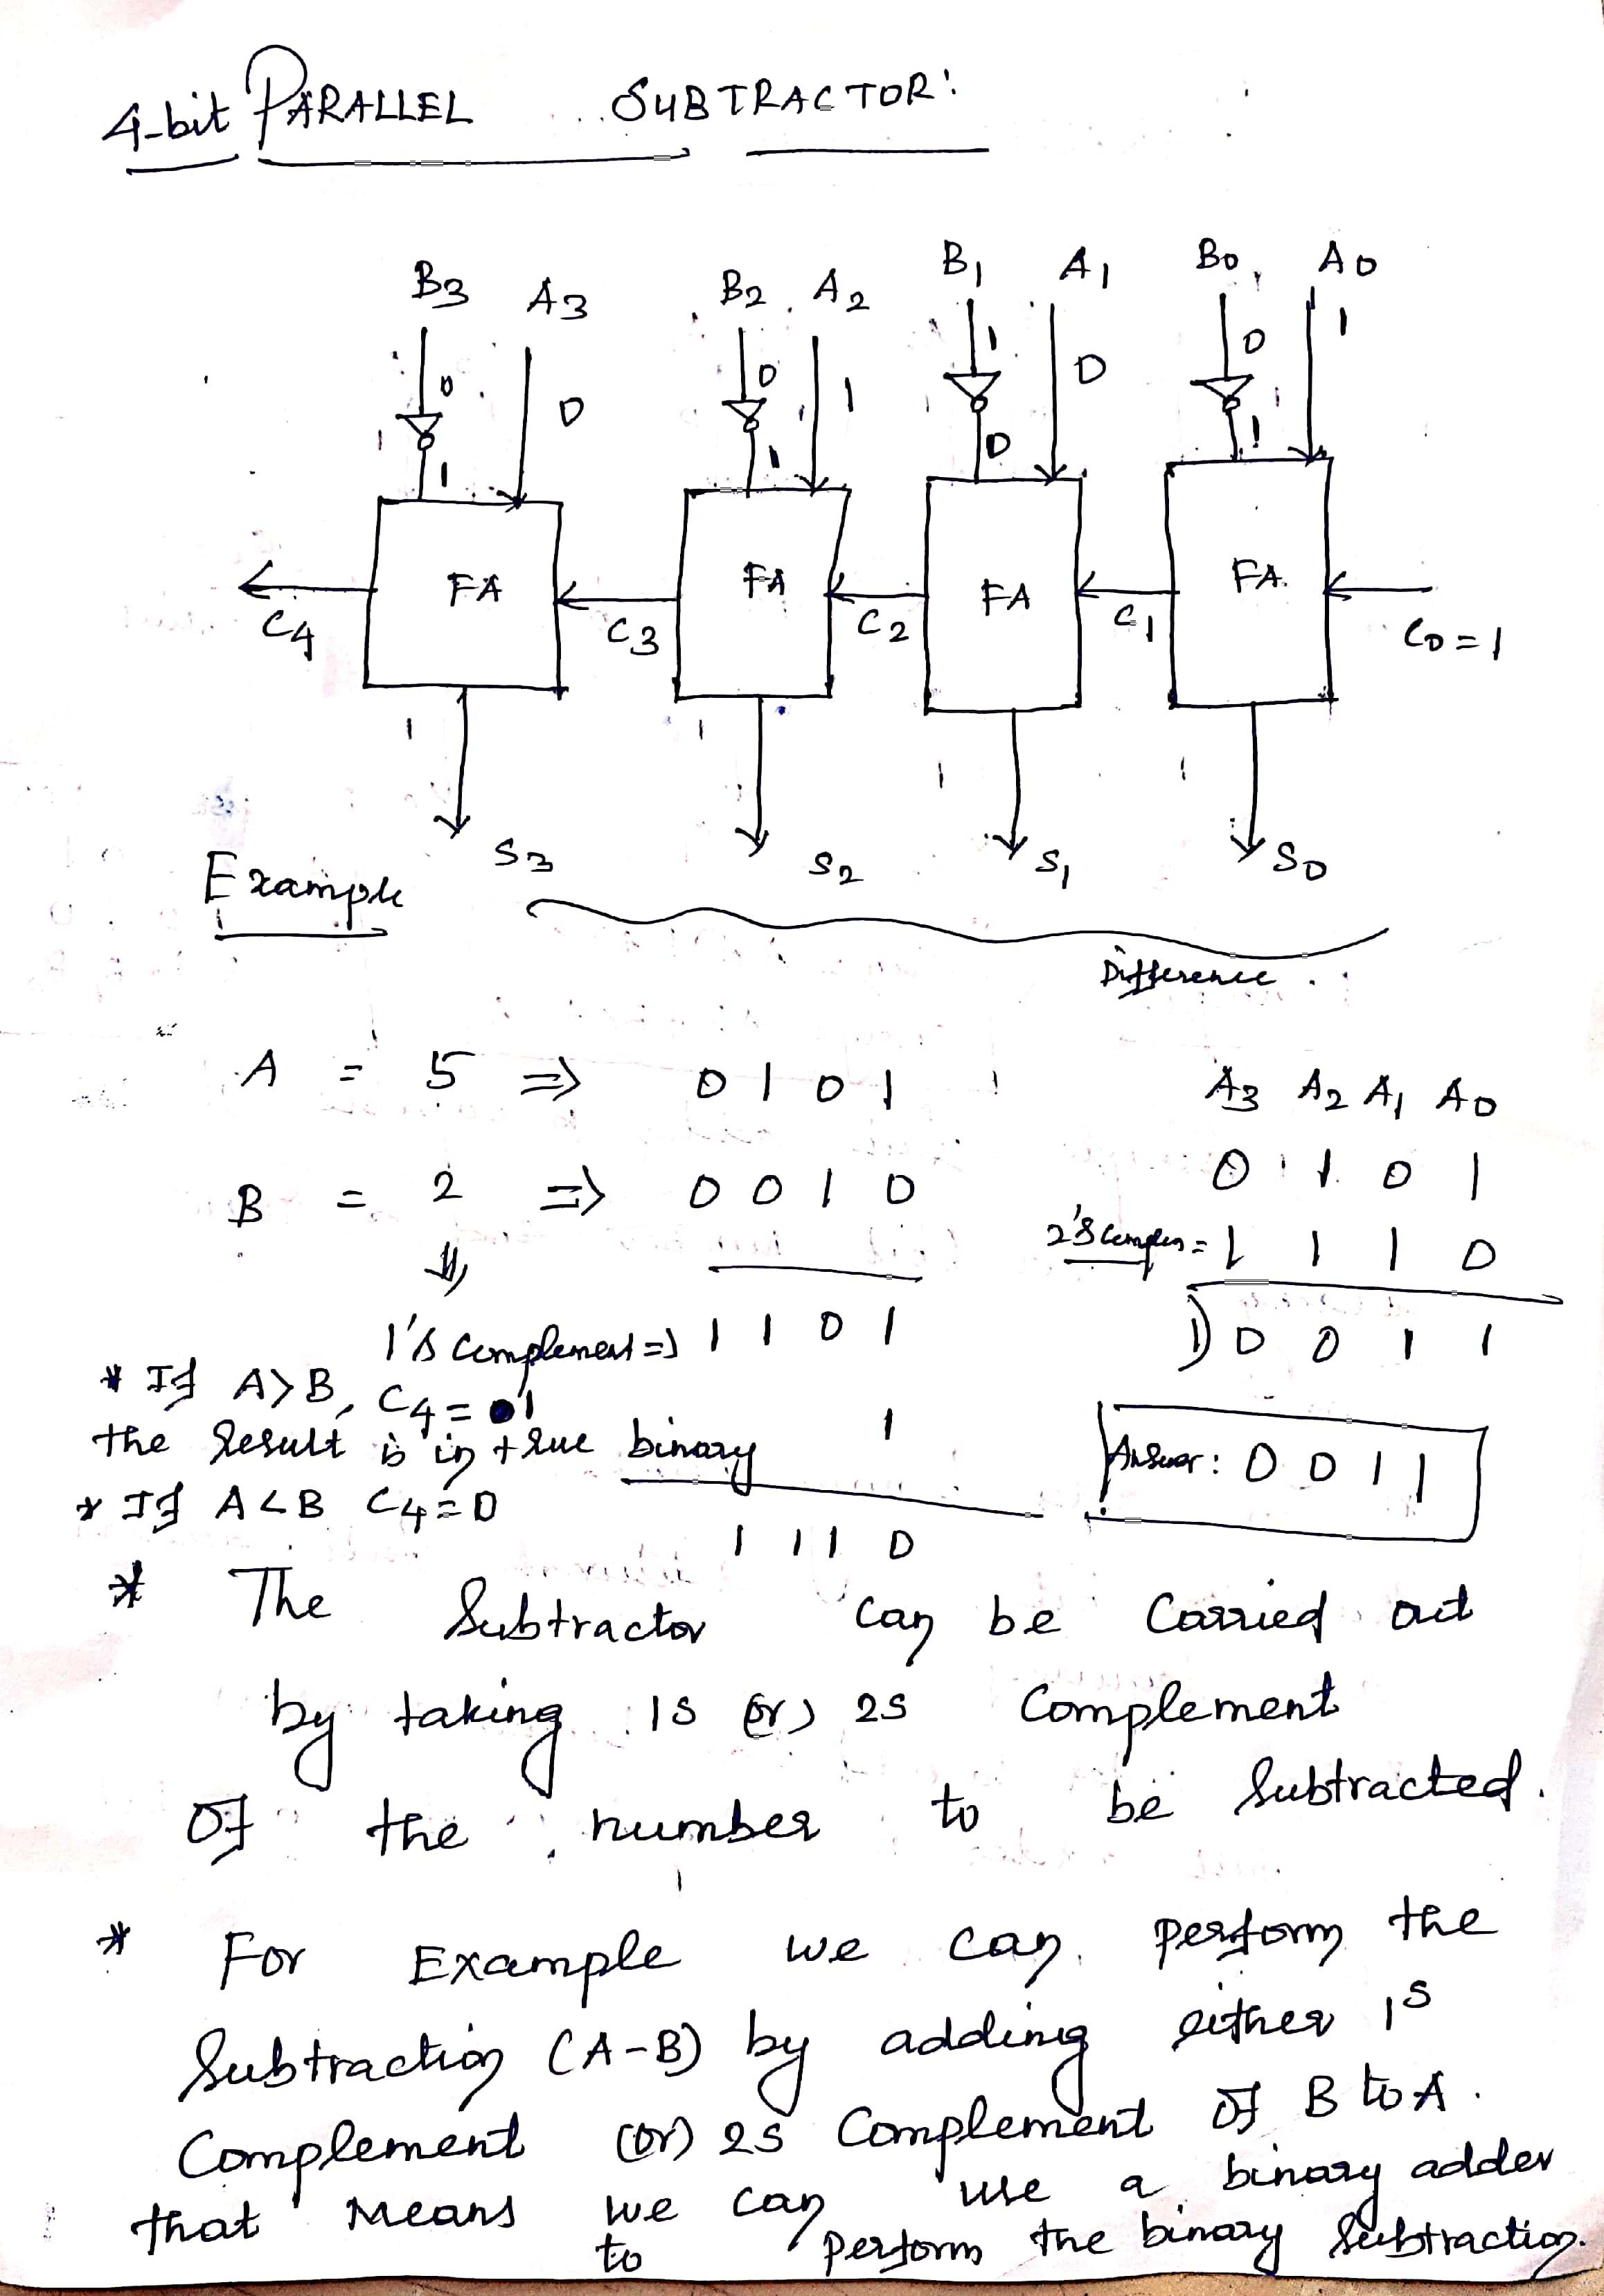 4-bit PARALLEL SUBTRACTOR:
B3 A3 B2 A2 B1 A1 B0 A0
0 0 0 1 1 0 0 1
1 1 0 1
FA FA FA FA
C4 C3 C2 C1 C0=1
S3 S2 S1 S0
Example
Difference
A = 5 => 0 1 0 1
A3 A2 A1 A0
B = 2 => 0 0 1 0
0 1 0 1
2's Complen = 1 1 1 0
1's Complement => 1 1 0 1
1) 0 0 1 1
* If A>B, C4 = 1
the Result is in true binary
1
Answer: 0 0 1 1
* If A<B C4=0
1 1 1 0
* The Subtractor can be Carried out
by taking 1s (or) 2s Complement
Of the number to be Subtracted.
* For Example we can perform the
Subtraction (A-B) by adding either 1s
Complement (or) 2s Complement Of B to A.
that Means we can use a binary adder
to perform the binary Subtraction.